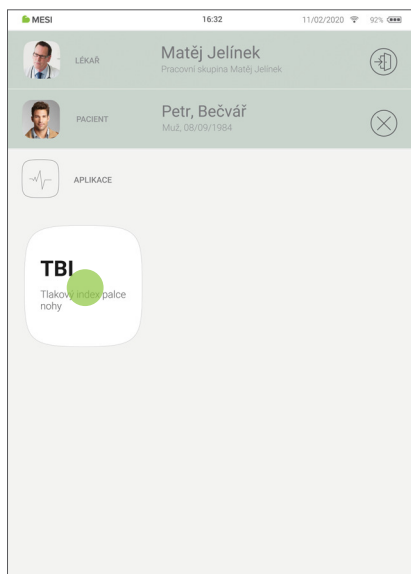 MESI 16:32 11/02/2020 92%
LÉKAŘ
Matěj Jelínek
Pracovní skupina Matěj Jelínek
PACIENT
Petr, Bečvář
Muž, 08/09/1984
APLIKACE
TBI
Tlakový index palce
nohy